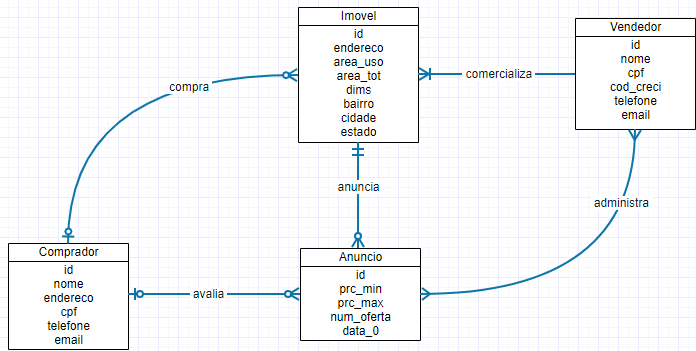 Imovel
id
endereco
area_uso
area_tot
dims
bairro
cidade
estado
Vendedor
id
nome
cpf
cod_creci
telefone
email
compra
comercializa
anuncia
administra
Comprador
id
nome
endereco
cpf
telefone
email
avalia
Anuncio
id
prc_min
prc_max
num_oferta
data_0